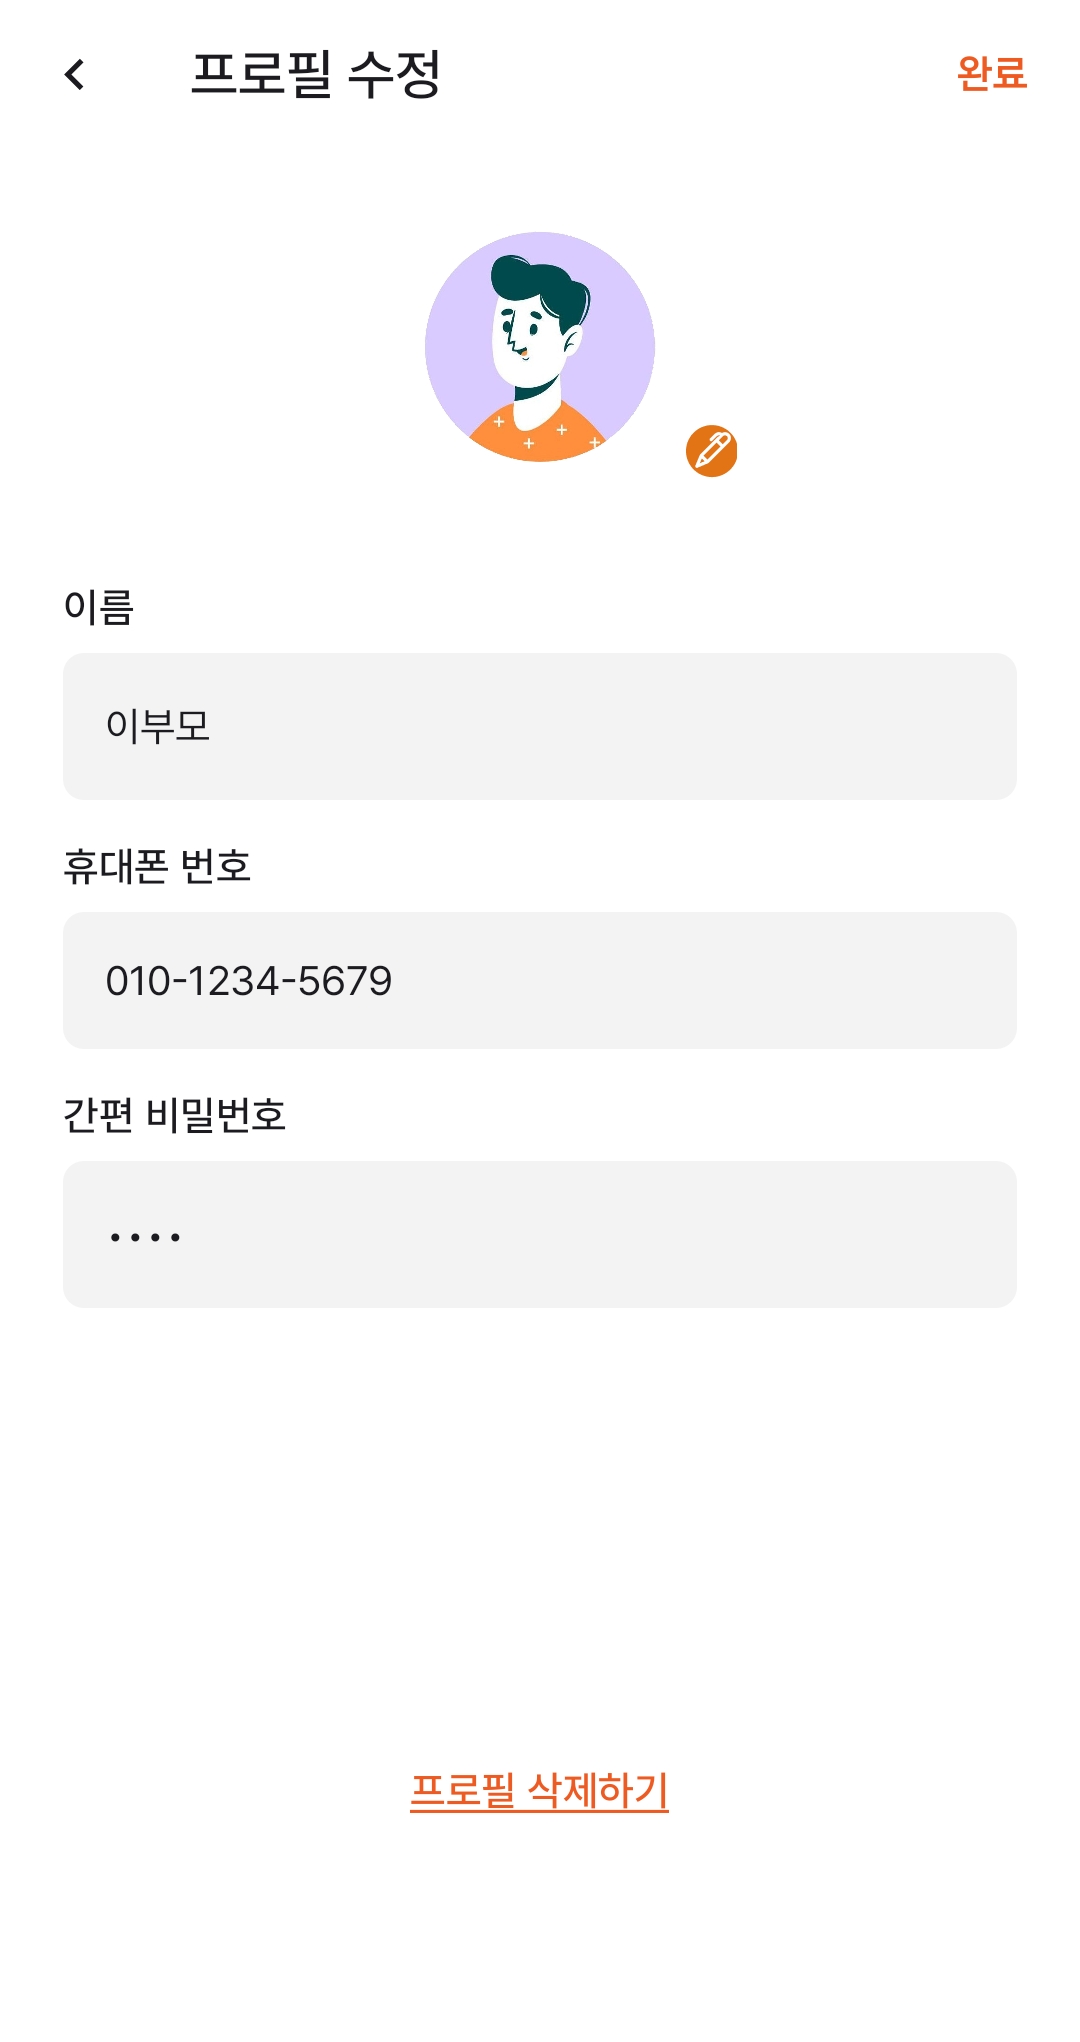 프로필 수정
완료
이름
이부모
휴대폰 번호
010-1234-5679
간편 비밀번호
••••
프로필 삭제하기